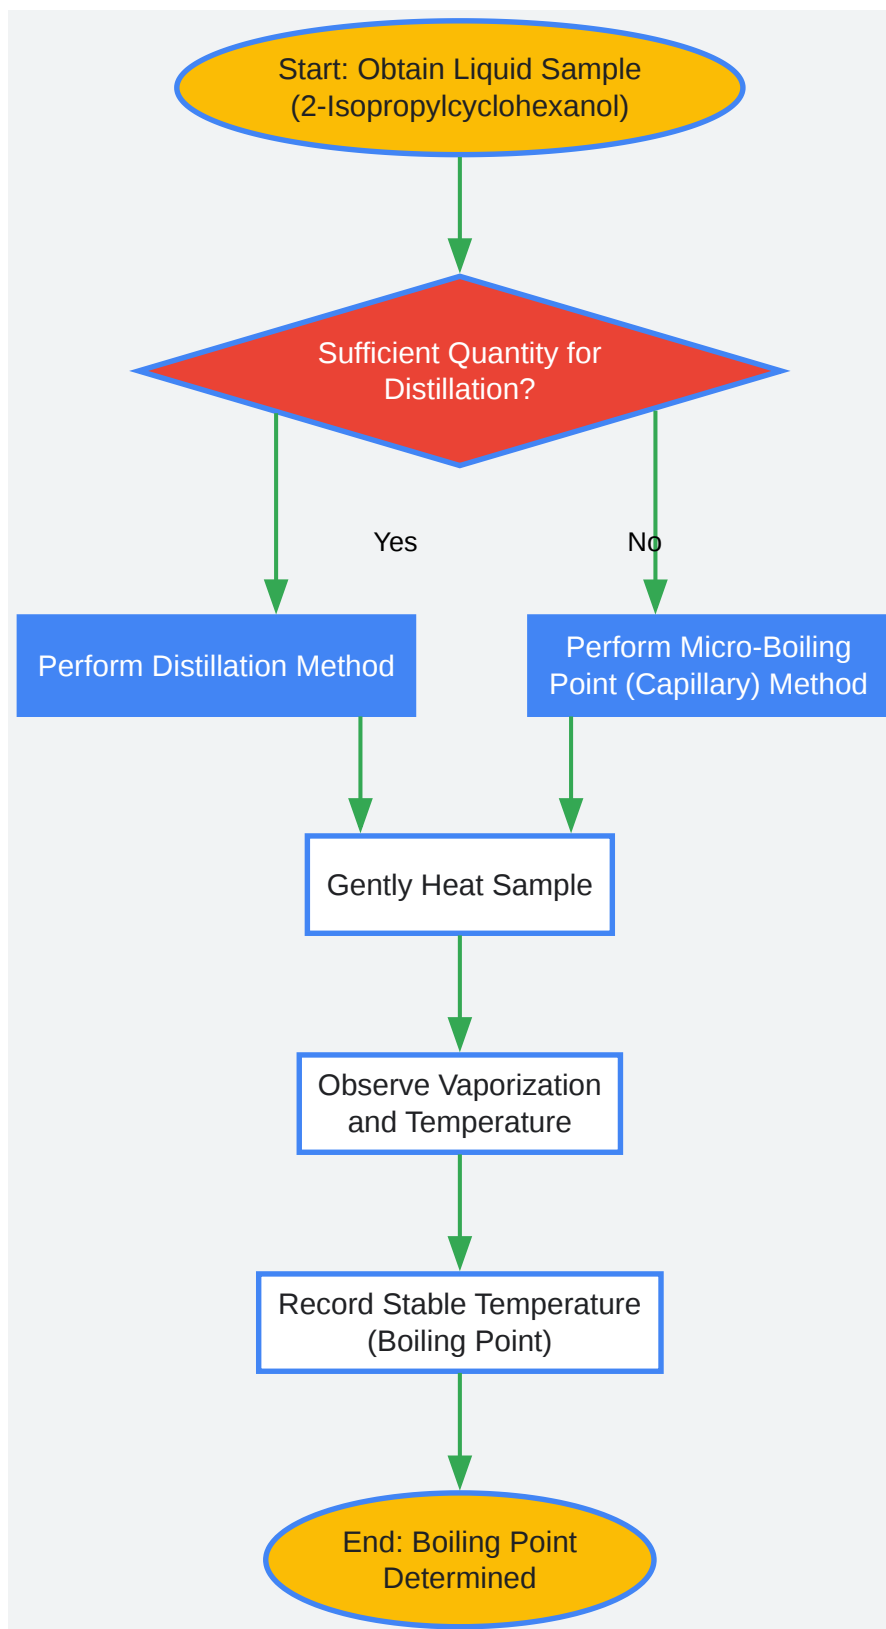 Start: Obtain Liquid Sample
(2-Isopropylcyclohexanol)
Sufficient Quantity for
Distillation?
Yes
No
Perform Distillation Method
Perform Micro-Boiling
Point (Capillary) Method
Gently Heat Sample
Observe Vaporization
and Temperature
Record Stable Temperature
(Boiling Point)
End: Boiling Point
Determined